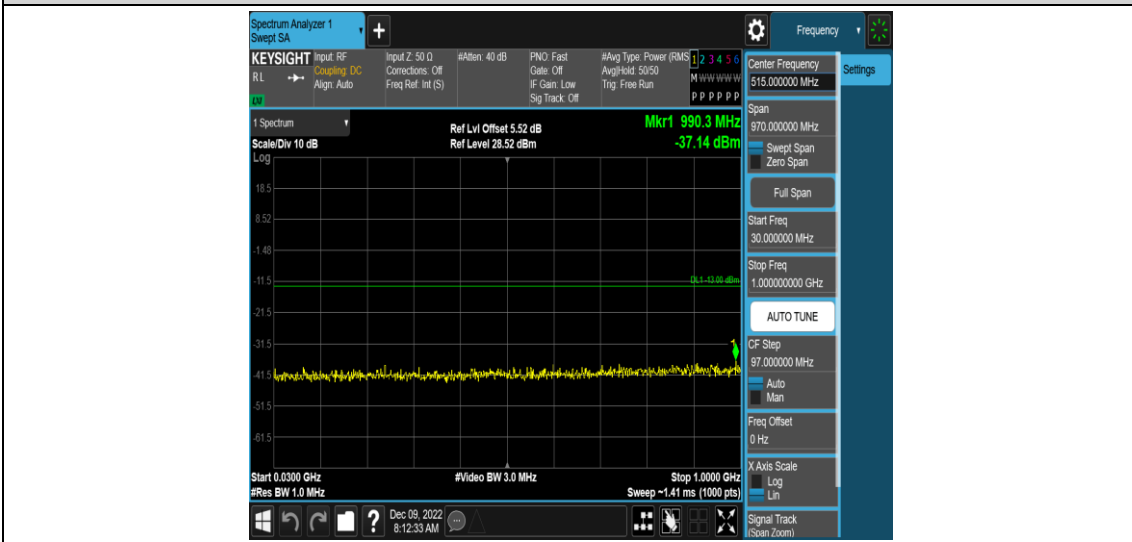 Spectrum Analyzer 1
Swept SA
+
Frequency
KEYSIGHT
RL
LXI
Input: RF
Coupling: DC
Align: Auto
Input Z: 50 Ω
Corrections: Off
Freq Ref: Int (S)
#Atten: 40 dB
PNO: Fast
Gate: Off
IF Gain: Low
Sig Track: Off
#Avg Type: Power (RMS
Avg|Hold: 50/50
Trig: Free Run
1 2 3 4 5 6
M W W W W W
P P P P P P
Center Frequency
515.000000 MHz
Settings
1 Spectrum
Scale/Div 10 dB
Log
Ref Lvl Offset 5.52 dB
Ref Level 28.52 dBm
Mkr1 990.3 MHz
-37.14 dBm
18.5
8.52
-1.48
-11.5
DL1 -13.00 dBm
-21.5
-31.5
1
-41.5
-51.5
-61.5
Start 0.0300 GHz
#Res BW 1.0 MHz
#Video BW 3.0 MHz
Stop 1.0000 GHz
Sweep ~1.41 ms (1000 pts)
Span
970.000000 MHz
Swept Span
Zero Span
Full Span
Start Freq
30.000000 MHz
Stop Freq
1.000000000 GHz
AUTO TUNE
CF Step
97.000000 MHz
Auto
Man
Freq Offset
0 Hz
X Axis Scale
Log
Lin
Signal Track
(Span Zoom)
?
Dec 09, 2022
8:12:33 AM